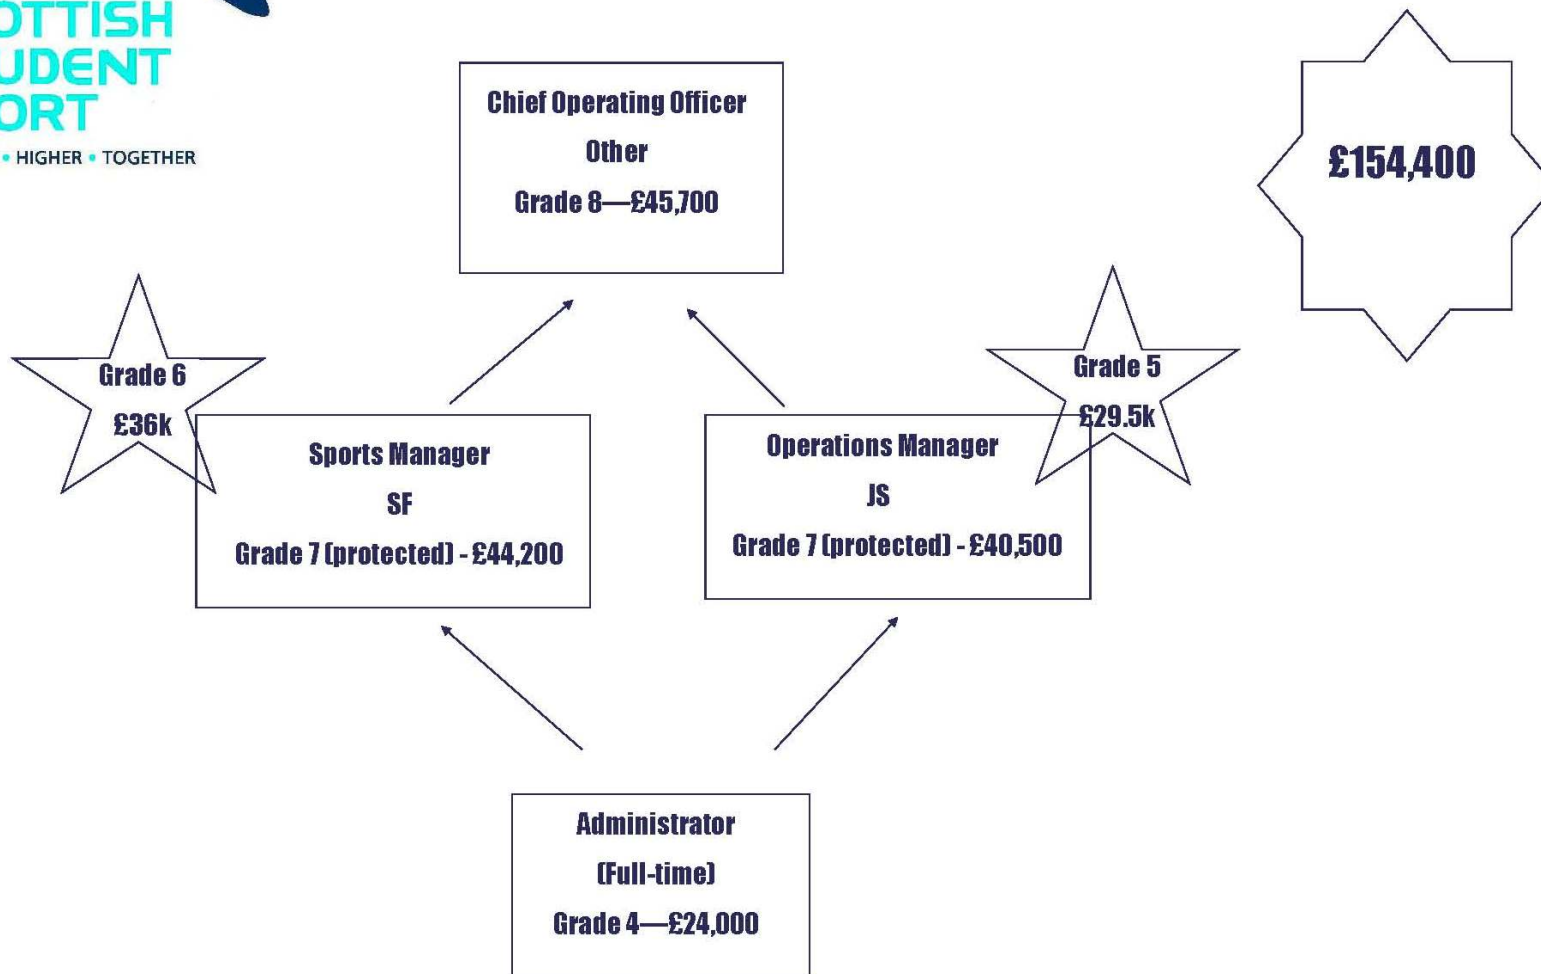 OTTISH
UDENT
ORT
• HIGHER • TOGETHER
Chief Operating Officer
Other
Grade 8—£45,700
£154,400
Grade 6
£36k
Grade 5
£29.5k
Sports Manager
SF
Grade 7 (protected) - £44,200
Operations Manager
JS
Grade 7 (protected) - £40,500
Administrator
(Full-time)
Grade 4—£24,000